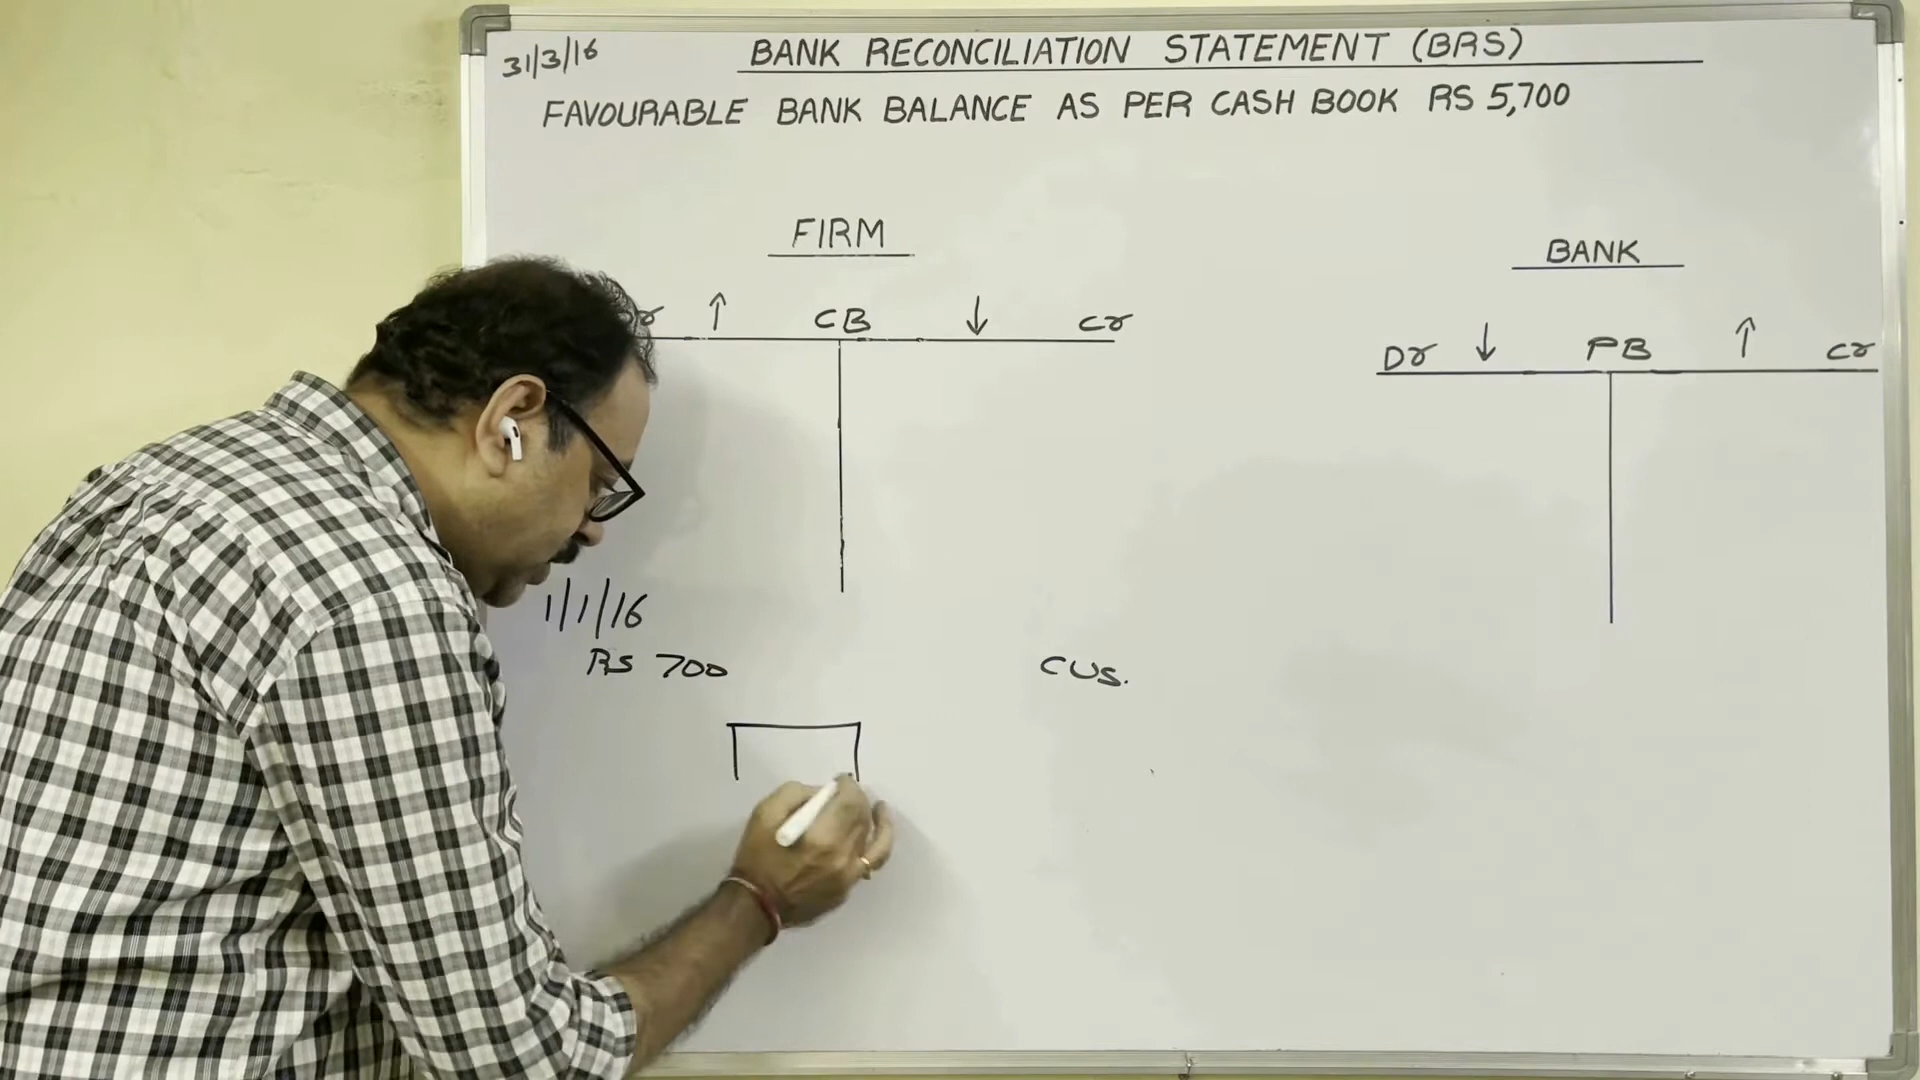 31/3/16 BANK RECONCILIATION STATEMENT (BRS)
FAVOURABLE BANK BALANCE AS PER CASH BOOK RS 5,700
FIRM
BANK
Dr ↑ CB ↓ Cr
Dr ↓ PB ↑ Cr
1/1/16
RS 700
CUS.